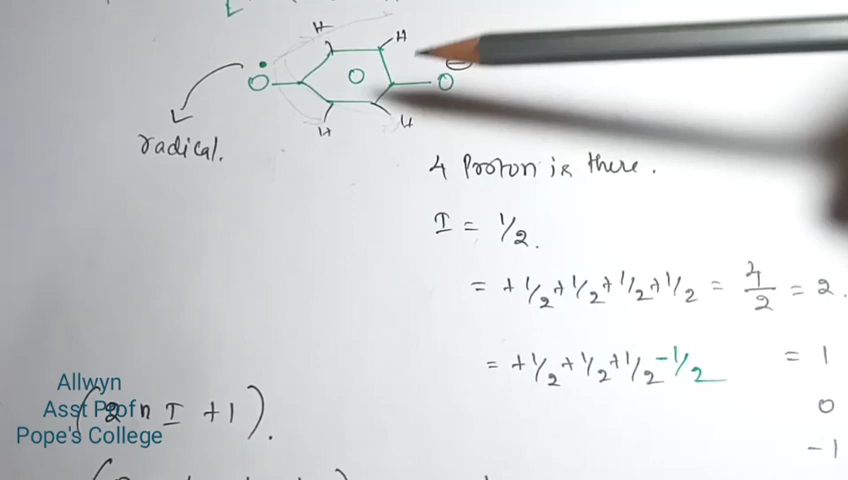 H
H
O
O
O
⊖
H
H
radical.
4 Proton is there.
I = 1/2.
= +1/2+1/2+1/2+1/2 = 4/2 = 2.
= +1/2+1/2+1/2-1/2 = 1
0
-1
(2nI+1).
Allwyn
Asst Prof
Pope's College